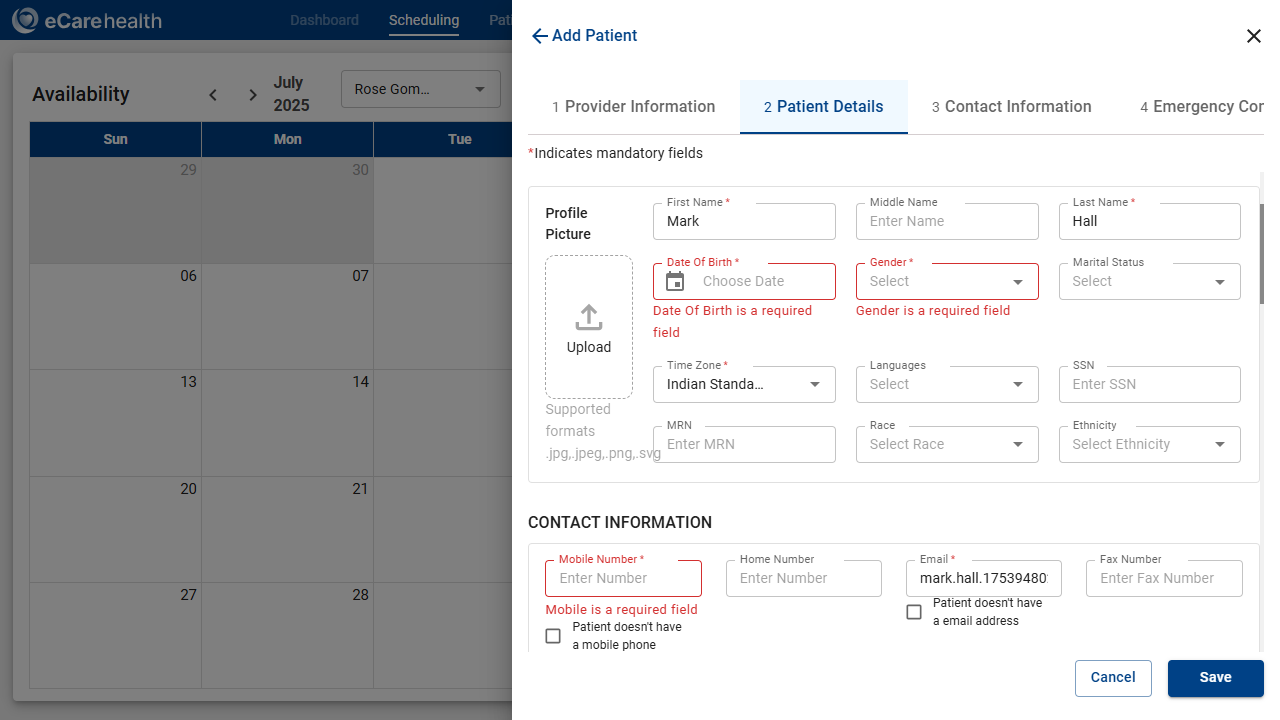 eCarehealth
Dashboard
Scheduling
Pati
Availability
July
2025
Rose Gom...
Sun
Mon
Tue
29
30
06
07
13
14
20
21
27
28
Add Patient
1 Provider Information
2 Patient Details
3 Contact Information
4 Emergency Con
*Indicates mandatory fields
Profile
Picture
Upload
Supported
formats
.jpg,.jpeg,.png,.svg
First Name *
Mark
Middle Name
Enter Name
Last Name *
Hall
Date Of Birth *
Choose Date
Date Of Birth is a required
field
Gender *
Select
Gender is a required field
Marital Status
Select
Time Zone *
Indian Standa...
Languages
Select
SSN
Enter SSN
MRN
Enter MRN
Race
Select Race
Ethnicity
Select Ethnicity
CONTACT INFORMATION
Mobile Number *
Enter Number
Mobile is a required field
Patient doesn't have
a mobile phone
Home Number
Enter Number
Email *
mark.hall.17539480
Patient doesn't have
a email address
Fax Number
Enter Fax Number
Cancel
Save